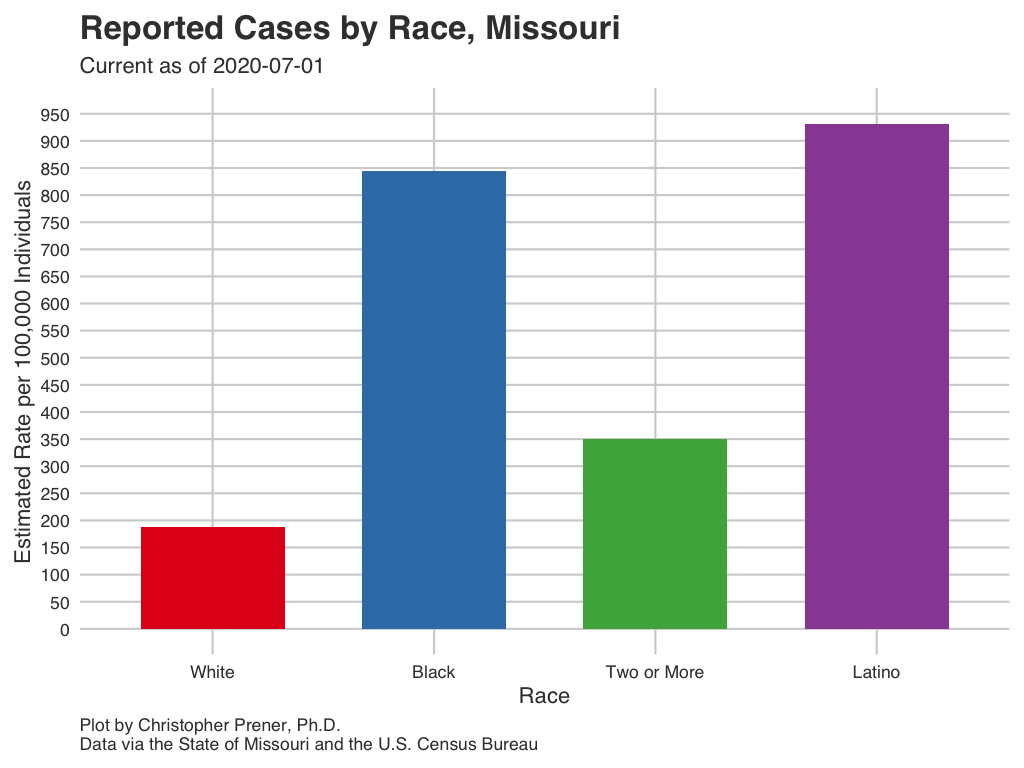 Reported Cases by Race, Missouri
Current as of 2020-07-01
Estimated Rate per 100,000 Individuals
950
900
850
800
750
700
650
600
550
500
450
400
350
300
250
200
150
100
50
0
White Black Two or More Latino
Race
Plot by Christopher Prener, Ph.D.
Data via the State of Missouri and the U.S. Census Bureau